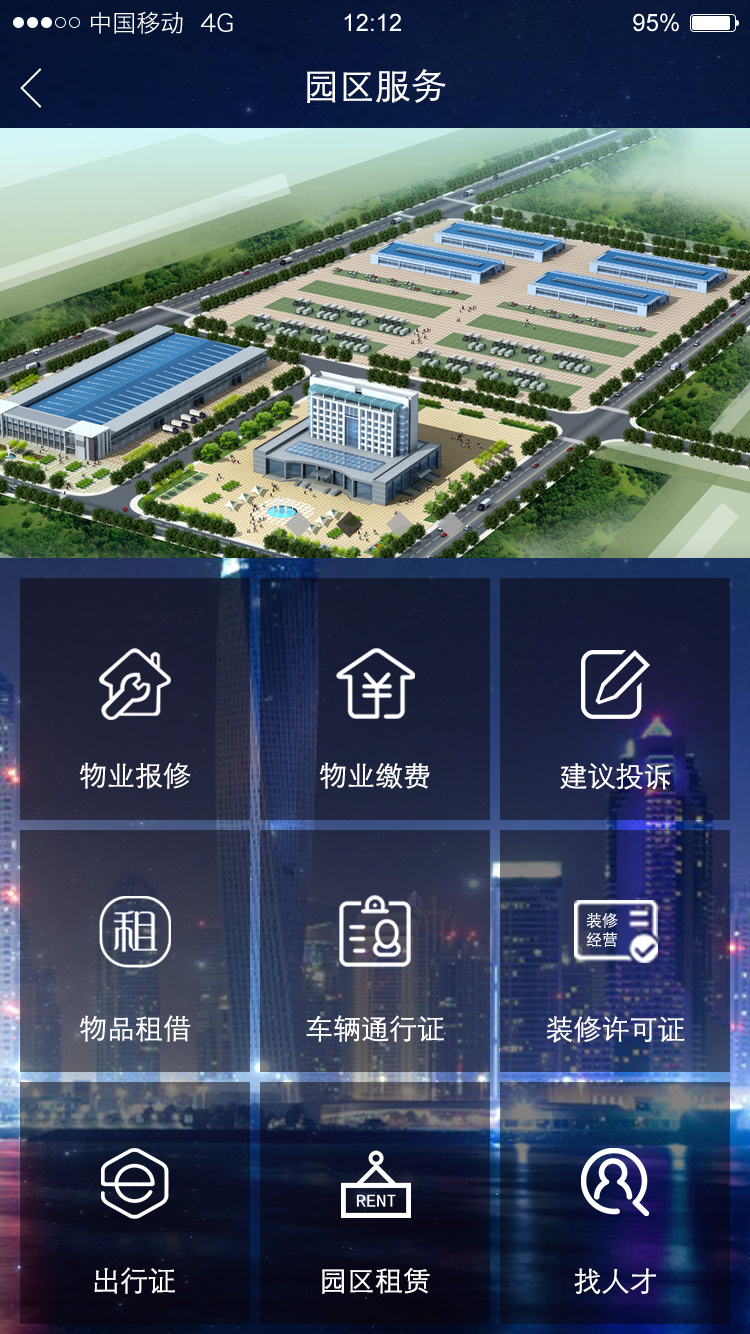 中国移动 4G 12:12 95%
园区服务
物业报修 物业缴费 建议投诉
租
装修
经营
物品租借 车辆通行证 装修许可证
RENT
出行证 园区租赁 找人才